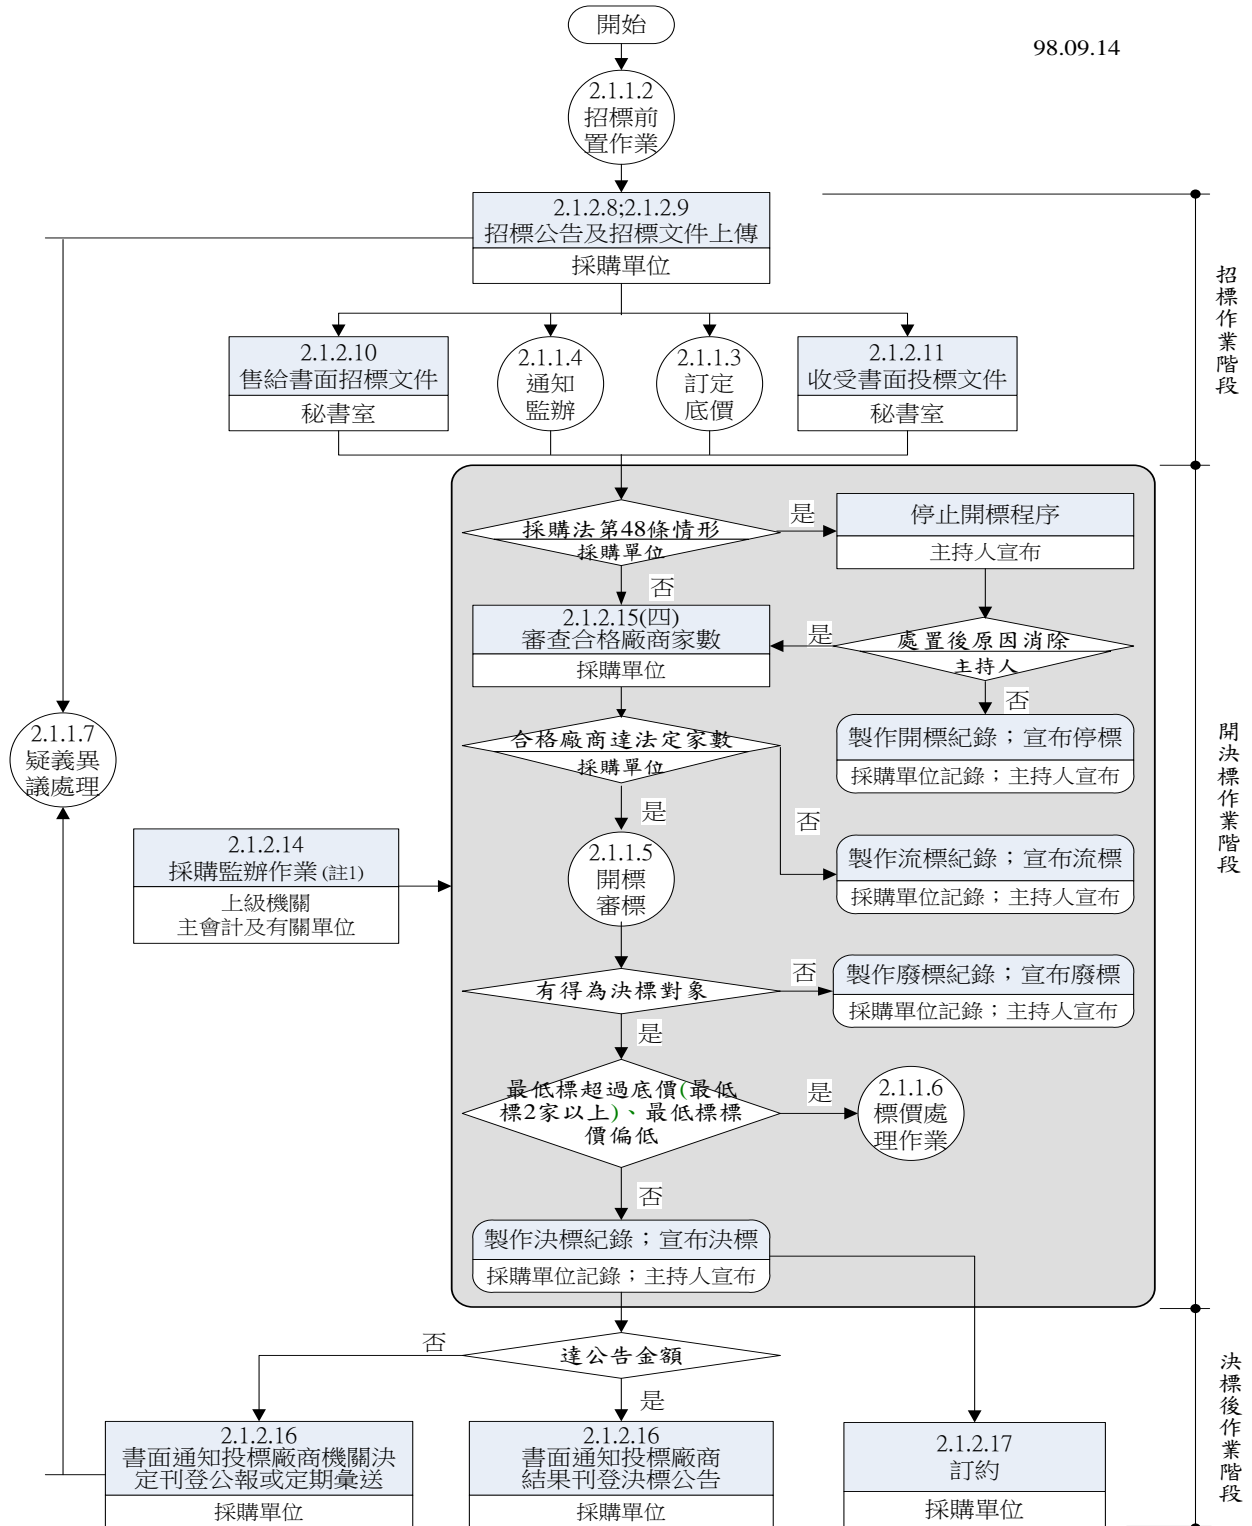 開始
98.09.14
2.1.1.2
招標前
置作業
2.1.2.8;2.1.2.9
招標公告及招標文件上傳
採購單位
招標作業階段
2.1.2.10
售給書面招標文件
秘書室
2.1.1.4
通知
監辦
2.1.1.3
訂定
底價
2.1.2.11
收受書面投標文件
秘書室
採購法第48條情形
採購單位
是
停止開標程序
主持人宣布
否
2.1.2.15(四)
審查合格廠商家數
採購單位
是
處置後原因消除
主持人
否
製作開標紀錄；宣布停標
採購單位記錄；主持人宣布
合格廠商達法定家數
採購單位
是
否
製作流標紀錄；宣布流標
採購單位記錄；主持人宣布
開決標作業階段
2.1.1.7
疑義異
議處理
2.1.2.14
採購監辦作業(註1)
上級機關
主會計及有關單位
2.1.1.5
開標
審標
有得為決標對象
否
製作廢標紀錄；宣布廢標
採購單位記錄；主持人宣布
是
最低標超過底價(最低
標2家以上)、最低標標
價偏低
是
2.1.1.6
標價處
理作業
否
製作決標紀錄；宣布決標
採購單位記錄；主持人宣布
達公告金額
否
是
決標後作業階段
2.1.2.16
書面通知投標廠商機關決
定刊登公報或定期彙送
採購單位
2.1.2.16
書面通知投標廠商
結果刊登決標公告
採購單位
2.1.2.17
訂約
採購單位